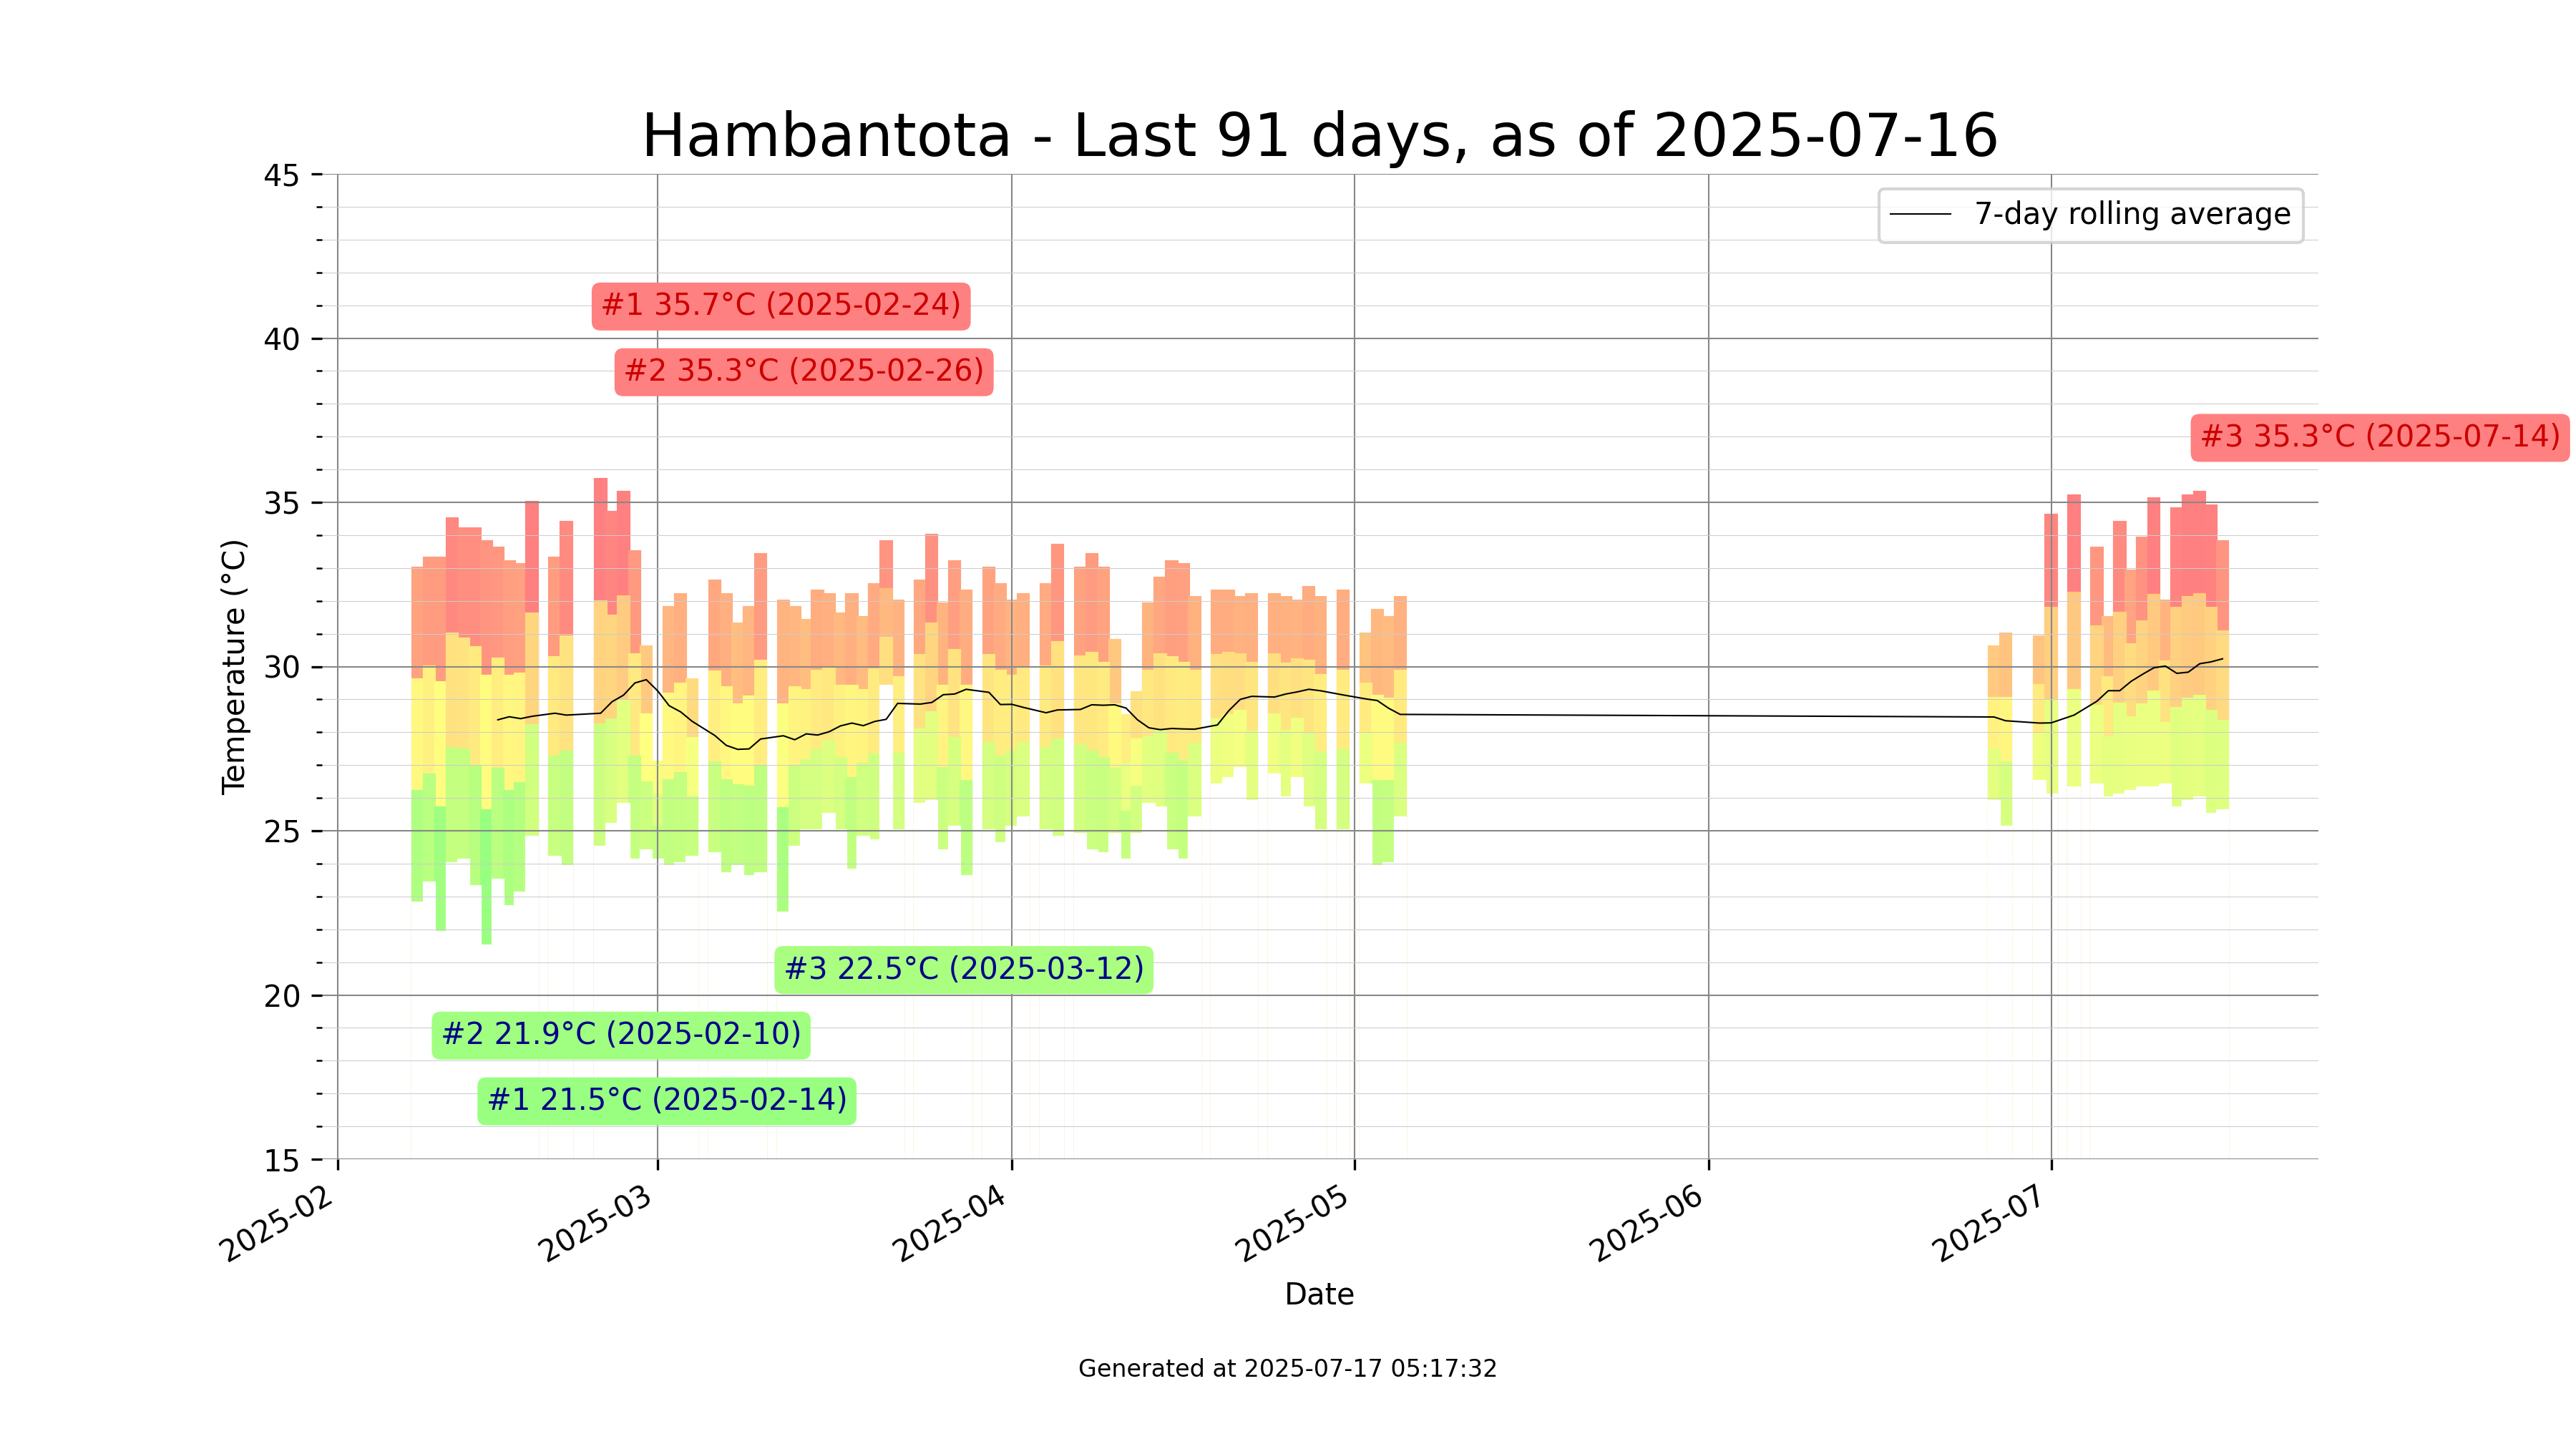 Hambantota - Last 91 days, as of 2025-07-16
45
7-day rolling average
#1 35.7°C (2025-02-24)
40
#2 35.3°C (2025-02-26)
#3 35.3°C (2025-07-14)
35
Temperature (°C)
30
25
#3 22.5°C (2025-03-12)
20
#2 21.9°C (2025-02-10)
#1 21.5°C (2025-02-14)
15
2025-02
2025-03
2025-04
2025-05
2025-06
2025-07
Date
Generated at 2025-07-17 05:17:32